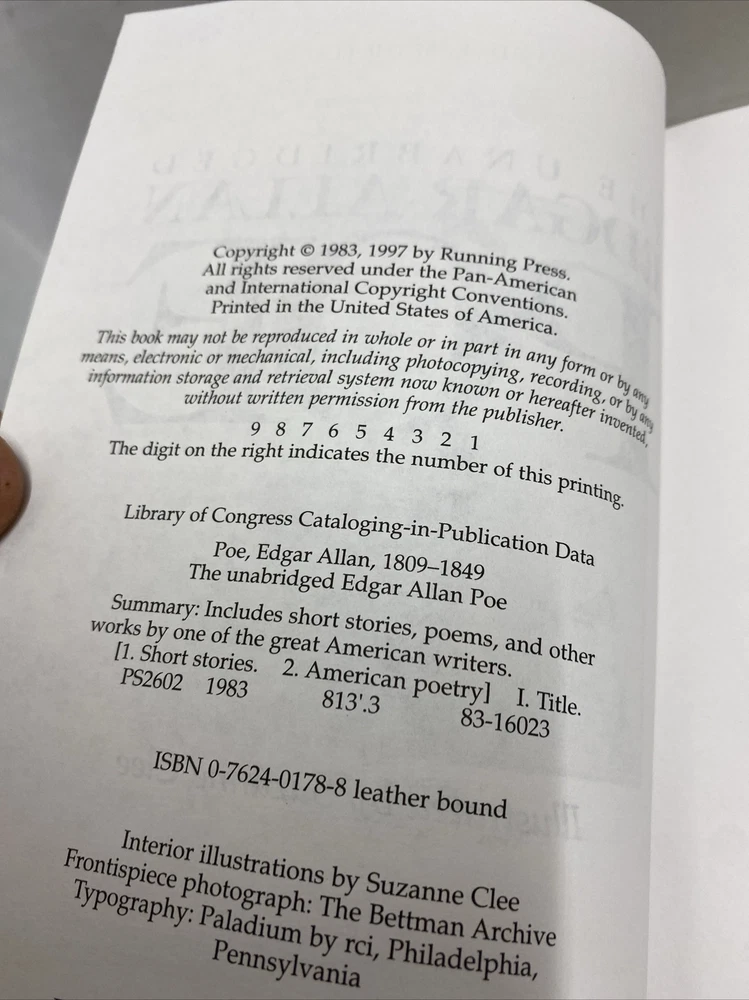 Copyright © 1983, 1997 by Running Press.
All rights reserved under the Pan-American
and International Copyright Conventions.
Printed in the United States of America.
This book may not be reproduced in whole or in part in any form or by any
means, electronic or mechanical, including photocopying, recording, or by any
information storage and retrieval system now known or hereafter invented,
without written permission from the publisher.
9 8 7 6 5 4 3 2 1
The digit on the right indicates the number of this printing.
Library of Congress Cataloging-in-Publication Data
Poe, Edgar Allan, 1809–1849
The unabridged Edgar Allan Poe
Summary: Includes short stories, poems, and other
works by one of the great American writers.
[1. Short stories. 2. American poetry] I. Title.
PS2602 1983 813'.3 83-16023
ISBN 0-7624-0178-8 leather bound
Interior illustrations by Suzanne Clee
Frontispiece photograph: The Bettman Archive
Typography: Paladium by rci, Philadelphia,
Pennsylvania